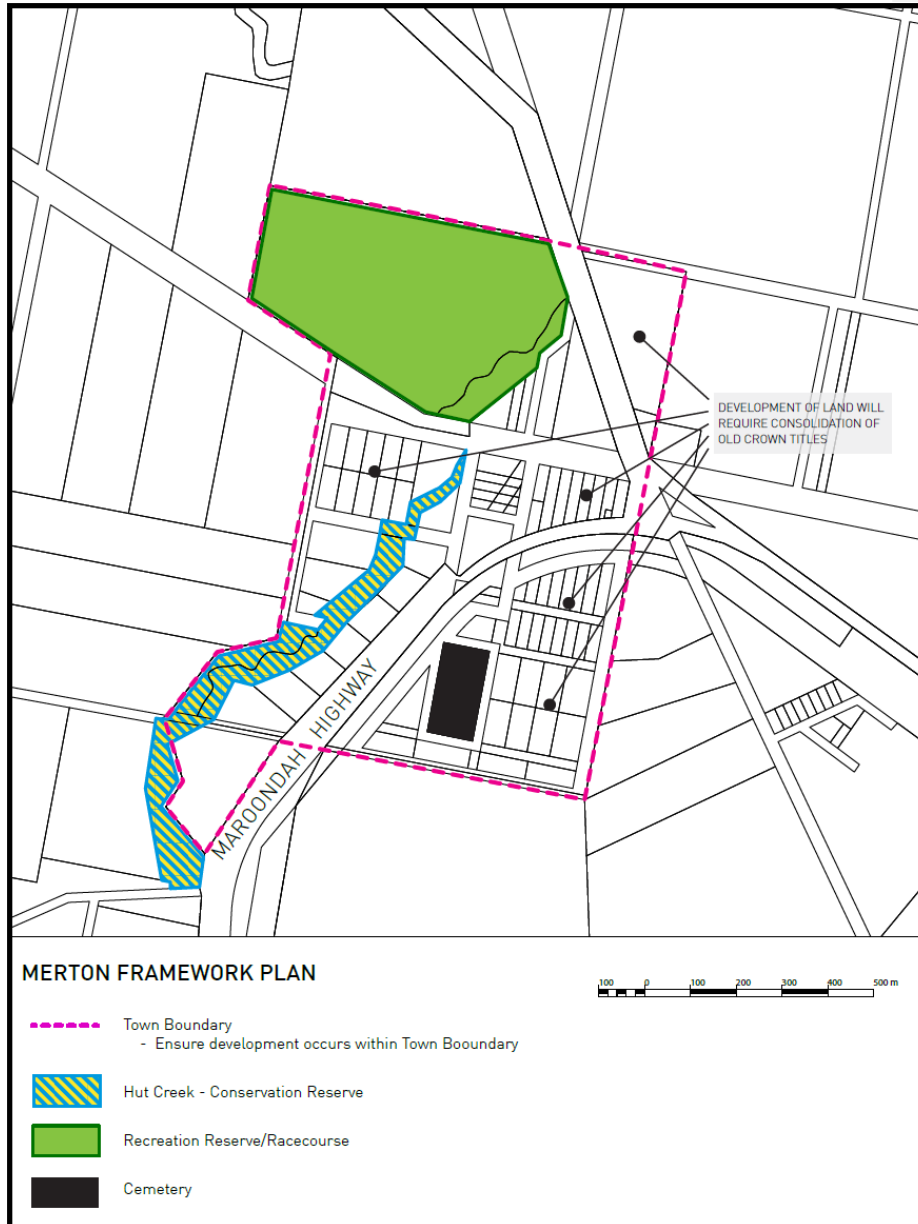 DEVELOPMENT OF LAND WILL
REQUIRE CONSOLIDATION OF
OLD CROWN TITLES
MAROONDAH HIGHWAY
MERTON FRAMEWORK PLAN
100 0 100 200 300 400 500 m
Town Boundary
- Ensure development occurs within Town Booundary
Hut Creek - Conservation Reserve
Recreation Reserve/Racecourse
Cemetery